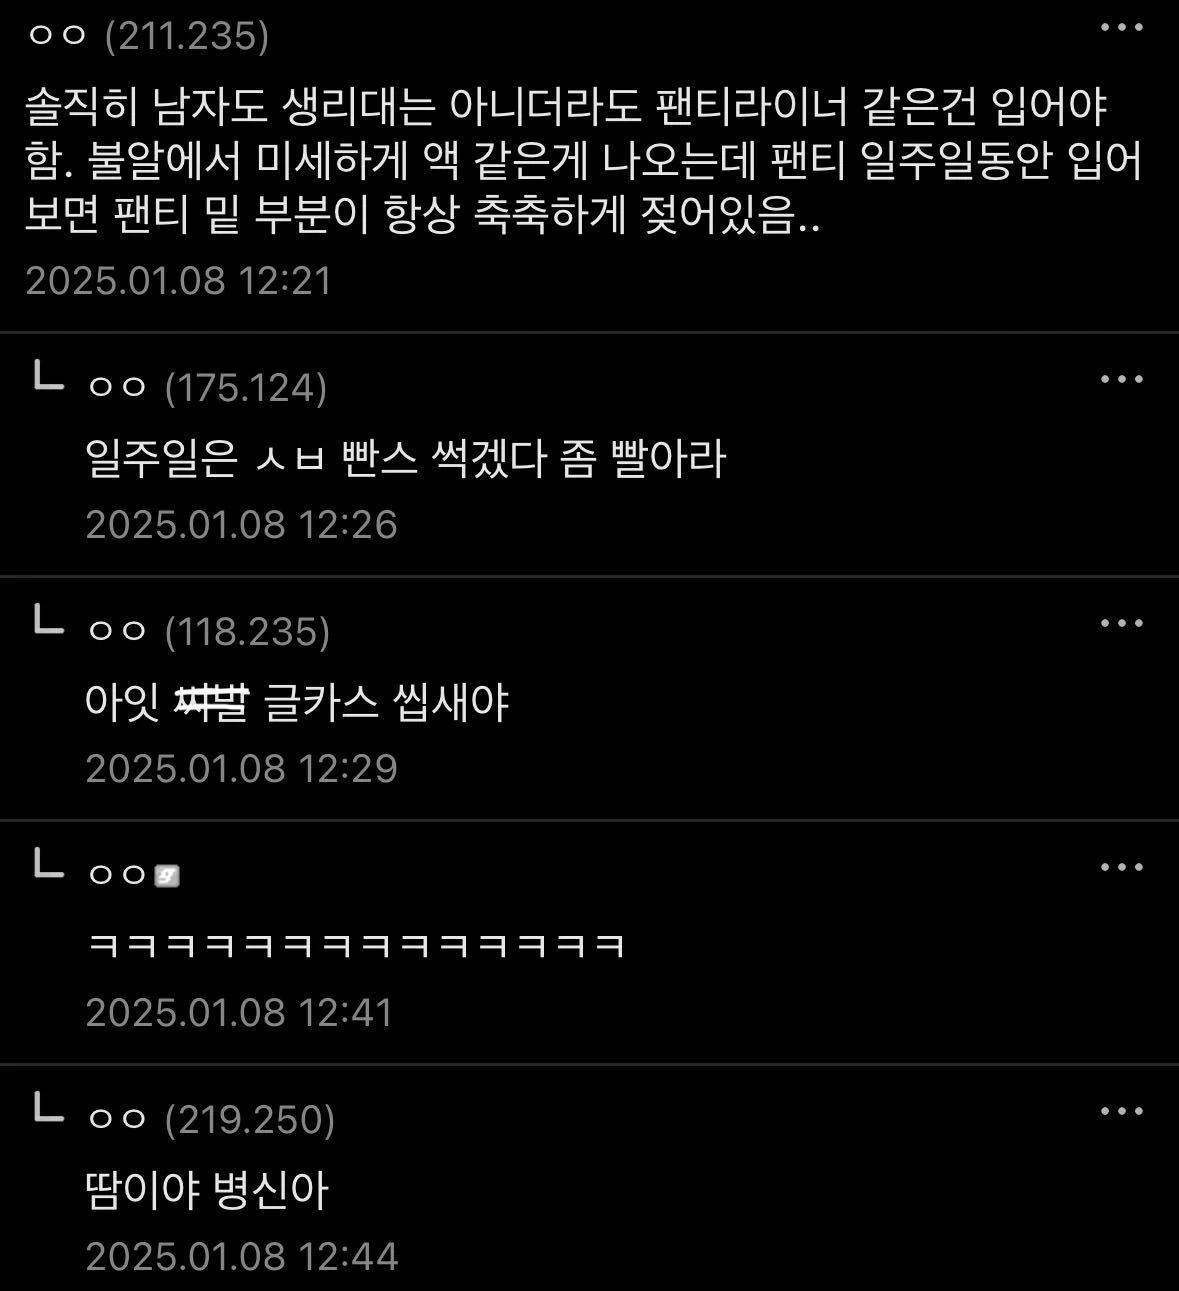 ㅇㅇ (211.235)
솔직히 남자도 생리대는 아니더라도 팬티라이너 같은건 입어야
함. 불알에서 미세하게 액 같은게 나오는데 팬티 일주일동안 입어
보면 팬티 밑 부분이 항상 축축하게 젖어있음..
2025.01.08 12:21
ㅇㅇ (175.124)
일주일은 ㅅㅂ 빤스 썩겠다 좀 빨아라
2025.01.08 12:26
ㅇㅇ (118.235)
아잇 씨발 글카스 씹새야
2025.01.08 12:29
ㅇㅇ
ㅋㅋㅋㅋㅋㅋㅋㅋㅋㅋㅋㅋㅋㅋ
2025.01.08 12:41
ㅇㅇ (219.250)
땀이야 병신아
2025.01.08 12:44